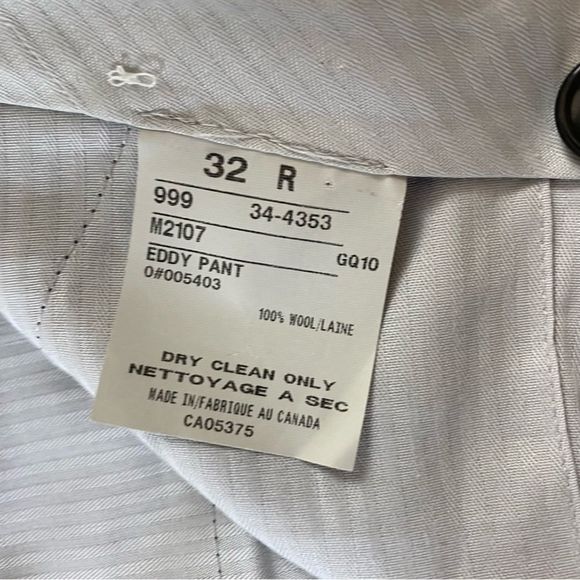 32 R
999 34-4353
M2107
GQ10
EDDY PANT
0#005403
100% WOOL/LAINE
DRY CLEAN ONLY
NETTOYAGE A SEC
MADE IN/FABRIQUE AU CANADA
CA05375